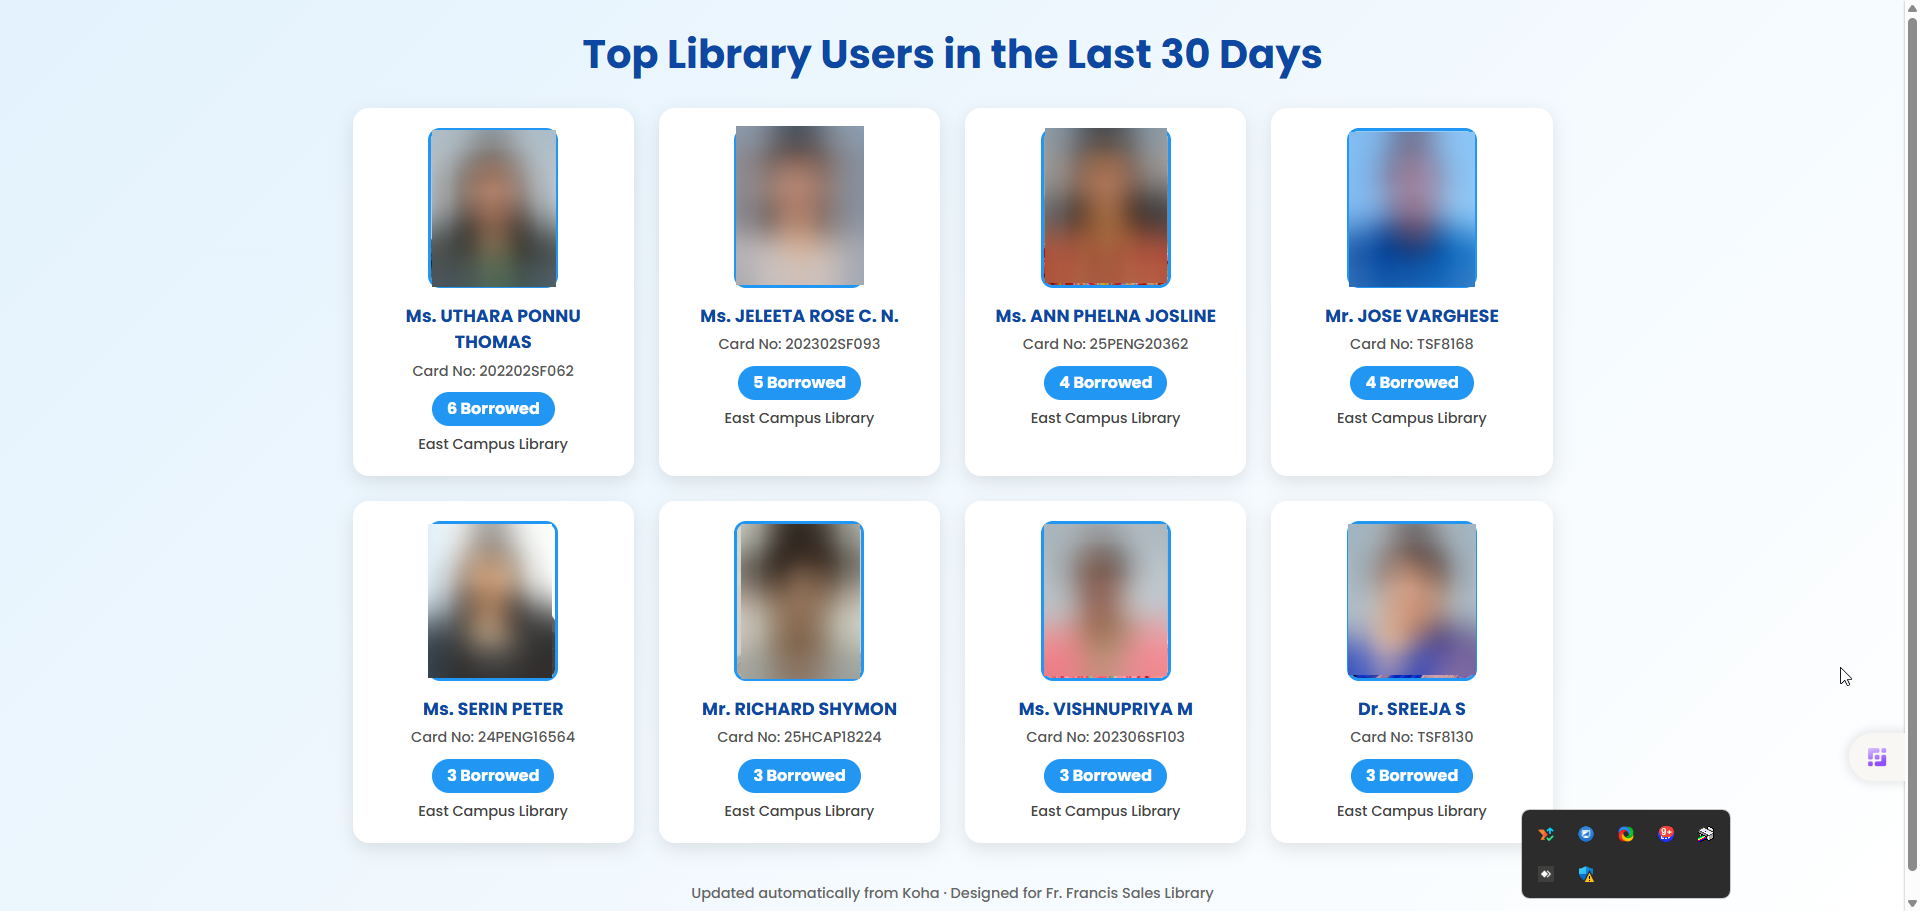 Top Library Users in the Last 30 Days
Ms. UTHARA PONNU
THOMAS
Card No: 202202SF062
6 Borrowed
East Campus Library
Ms. JELEETA ROSE C. N.
Card No: 202302SF093
5 Borrowed
East Campus Library
Ms. ANN PHELNA JOSLINE
Card No: 25PENG20362
4 Borrowed
East Campus Library
Mr. JOSE VARGHESE
Card No: TSF8168
4 Borrowed
East Campus Library
Ms. SERIN PETER
Card No: 24PENG16564
3 Borrowed
East Campus Library
Mr. RICHARD SHYMON
Card No: 25HCAP18224
3 Borrowed
East Campus Library
Ms. VISHNUPRIYA M
Card No: 202306SF103
3 Borrowed
East Campus Library
Dr. SREEJA S
Card No: TSF8130
3 Borrowed
East Campus Library
9+
Updated automatically from Koha · Designed for Fr. Francis Sales Library